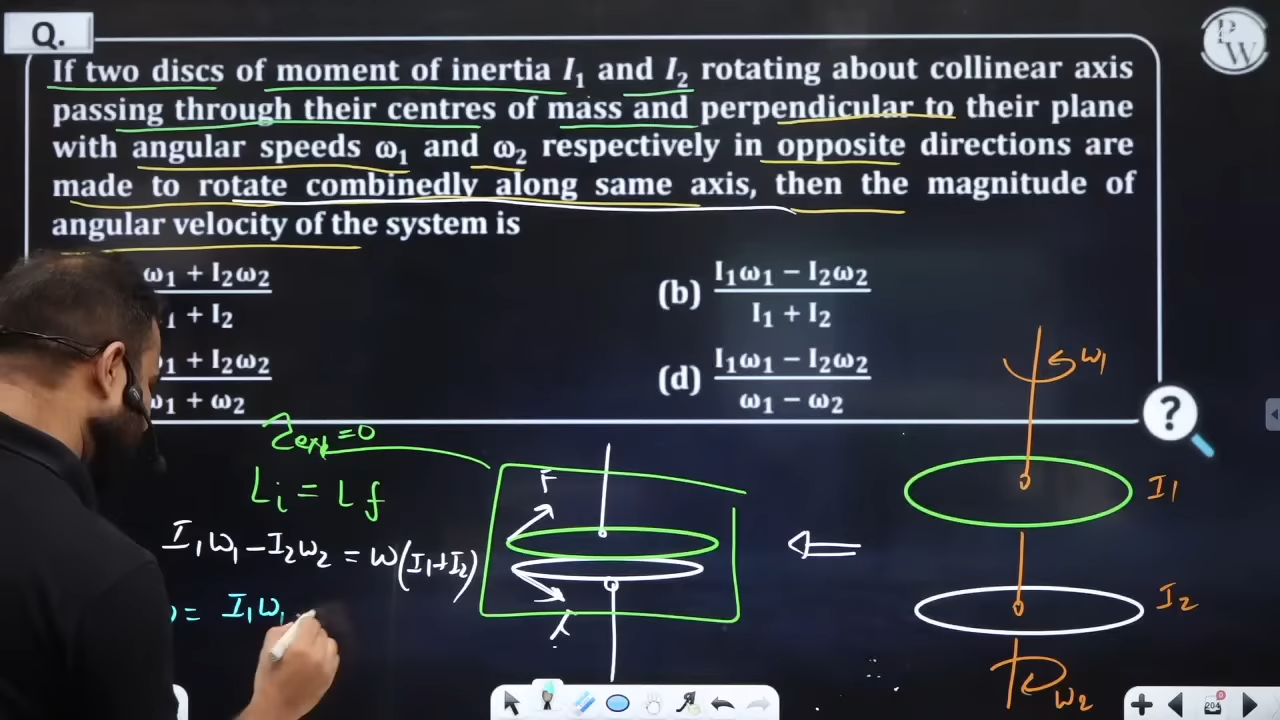 Q.
PW
If two discs of moment of inertia I₁ and I₂ rotating about collinear axis
passing through their centres of mass and perpendicular to their plane
with angular speeds ω₁ and ω₂ respectively in opposite directions are
made to rotate combinedly along same axis, then the magnitude of
angular velocity of the system is
ω₁ + I₂ω₂
₁ + I₂
(b) I₁ω₁ − I₂ω₂
I₁ + I₂
₁ + I₂ω₂
ω₁ + ω₂
(d) I₁ω₁ − I₂ω₂
ω₁ − ω₂
?
ω₁
τext = 0
Li = Lf
F
I₁
I₁ω₁ − I₂ω₂ = ω(I₁+I₂)
I₂
= I₁ω₁
ω₂
204